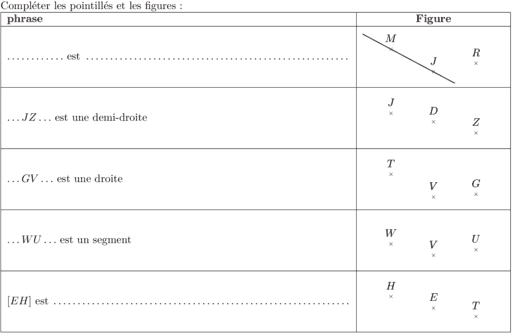 Compléter les pointillés et les figures :
phrase Figure
............ est ........................................................
M J R
...JZ... est une demi-droite
J D Z
...GV... est une droite
T V G
...WU... est un segment
W V U
[EH] est ...............................................................
H E T